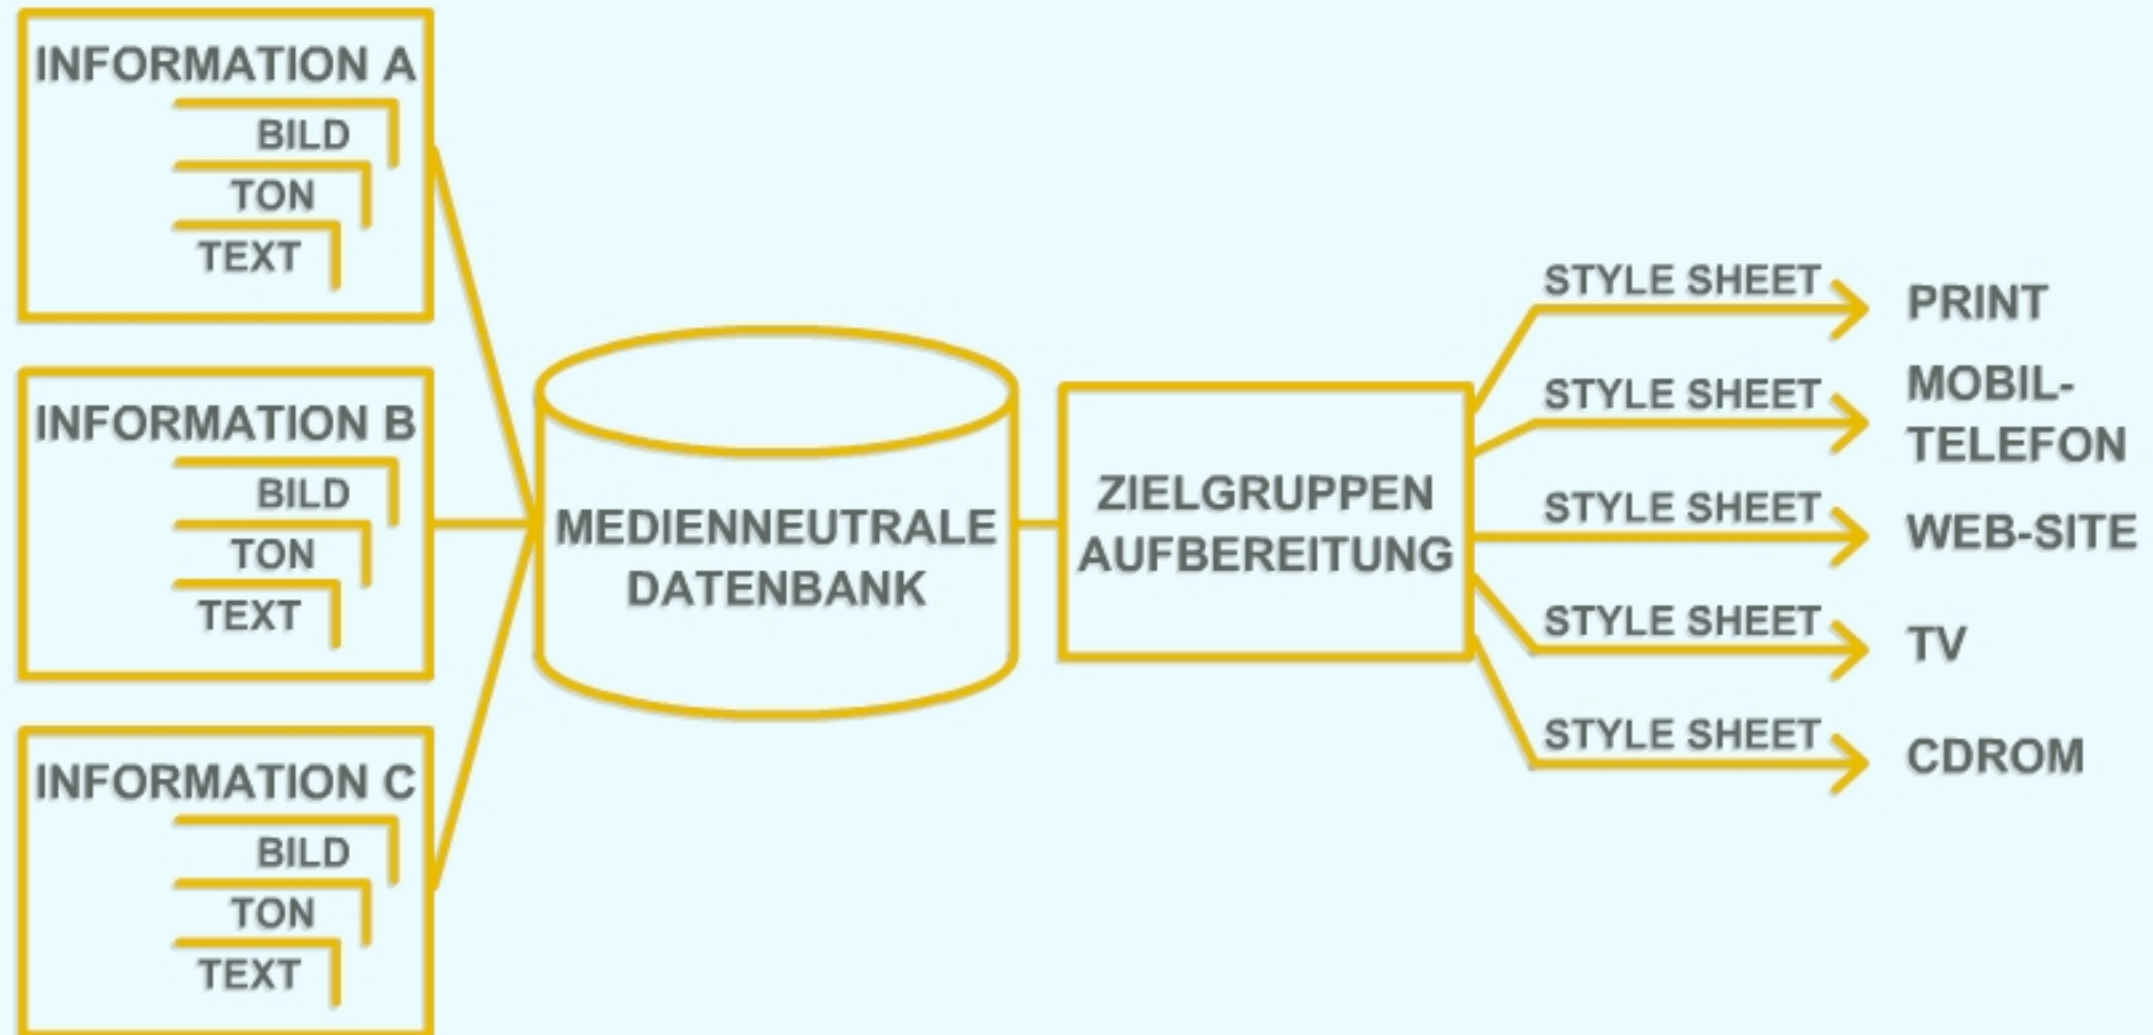 INFORMATION A
BILD
TON
TEXT
INFORMATION B
BILD
TON
TEXT
INFORMATION C
BILD
TON
TEXT
MEDIENNEUTRALE
DATENBANK
ZIELGRUPPEN
AUFBEREITUNG
STYLE SHEET
PRINT
STYLE SHEET
MOBIL-
TELEFON
STYLE SHEET
WEB-SITE
STYLE SHEET
TV
STYLE SHEET
CDROM